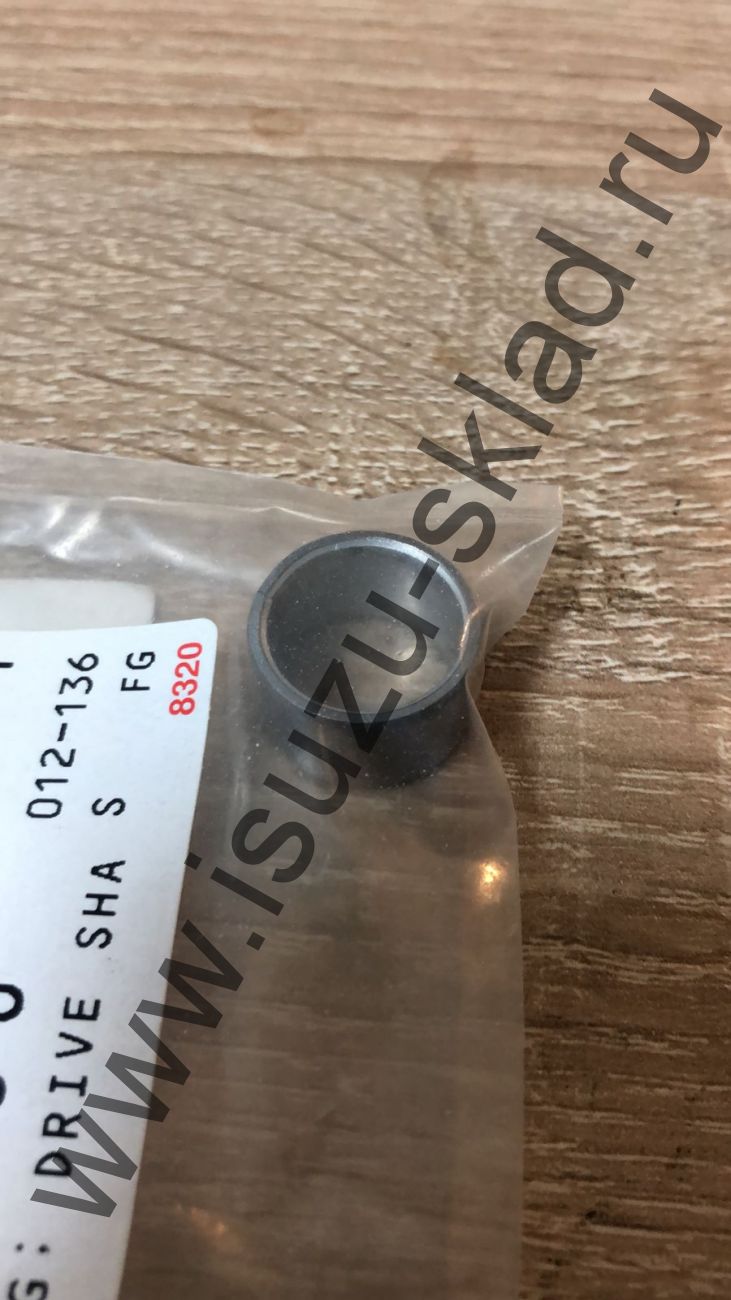 012-136
G: DRIVE SHA
S FG
8320
www.isuzu-sklad.ru